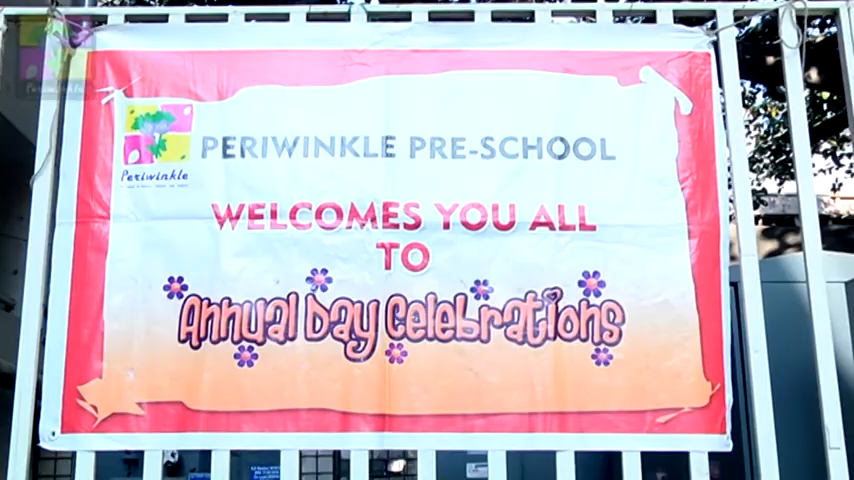 Periwinkle
PERIWINKLE PRE-SCHOOL
WELCOMES YOU ALL
TO
Annual Day Celebrations